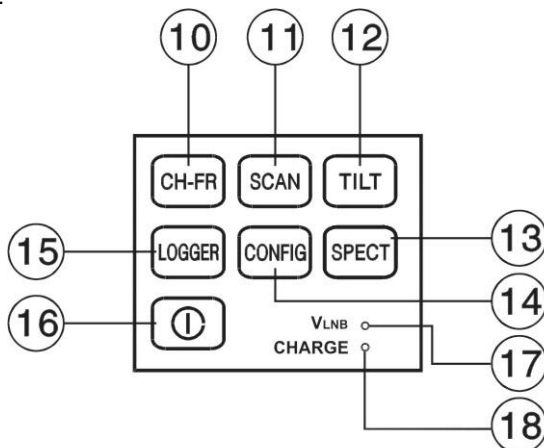 10 11 12
CH-FR SCAN TILT
13
LOGGER CONFIG SPECT
15
14
16
VLNB
17
CHARGE
18